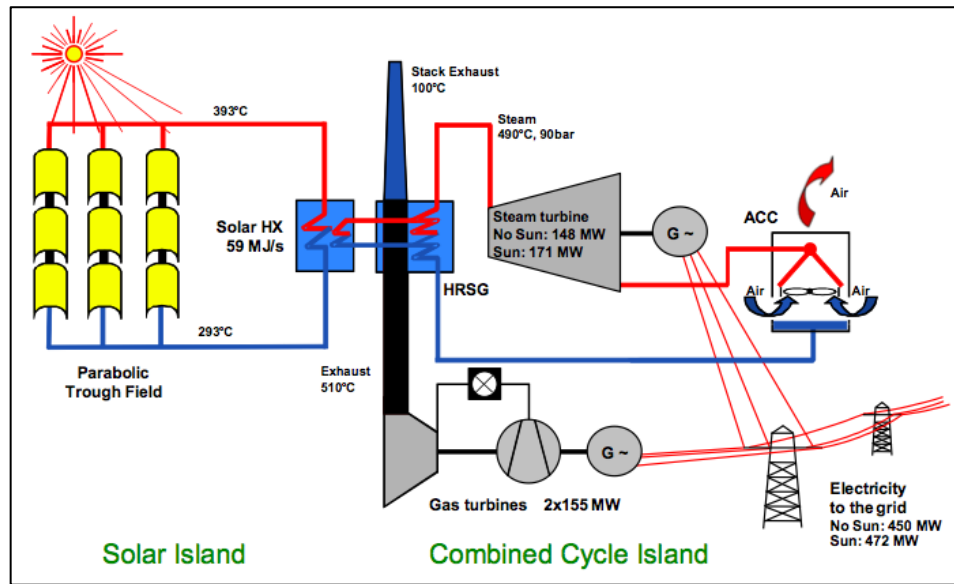 Stack Exhaust
100°C
393°C
Steam
490°C, 90bar
Air
ACC
Solar HX
59 MJ/s
Steam turbine
No Sun: 148 MW
Sun: 171 MW
G ~
Air
Air
HRSG
293°C
Parabolic
Trough Field
Exhaust
510°C
G ~
Gas turbines 2x155 MW
Electricity
to the grid
No Sun: 450 MW
Sun: 472 MW
Solar Island
Combined Cycle Island